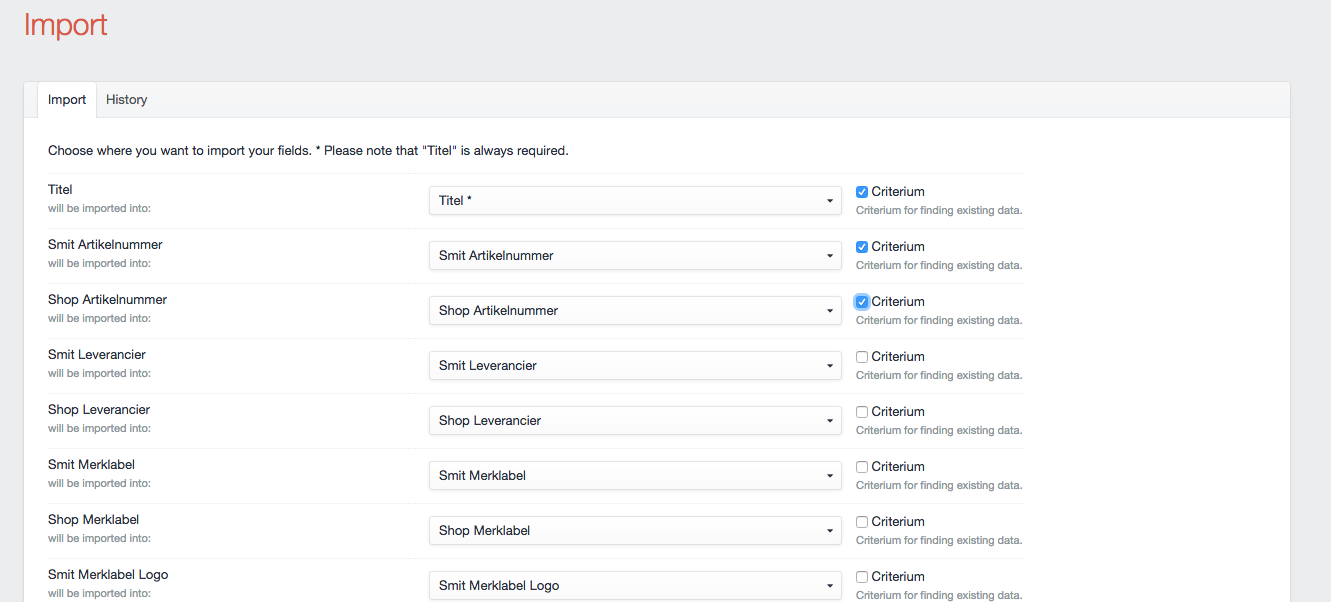 Import
Import History
Choose where you want to import your fields. * Please note that "Titel" is always required.
Titel
will be imported into:
Titel *
Criterium
Criterium for finding existing data.
Smit Artikelnummer
will be imported into:
Smit Artikelnummer
Criterium
Criterium for finding existing data.
Shop Artikelnummer
will be imported into:
Shop Artikelnummer
Criterium
Criterium for finding existing data.
Smit Leverancier
will be imported into:
Smit Leverancier
Criterium
Criterium for finding existing data.
Shop Leverancier
will be imported into:
Shop Leverancier
Criterium
Criterium for finding existing data.
Smit Merklabel
will be imported into:
Smit Merklabel
Criterium
Criterium for finding existing data.
Shop Merklabel
will be imported into:
Shop Merklabel
Criterium
Criterium for finding existing data.
Smit Merklabel Logo
will be imported into:
Smit Merklabel Logo
Criterium
Criterium for finding existing data.